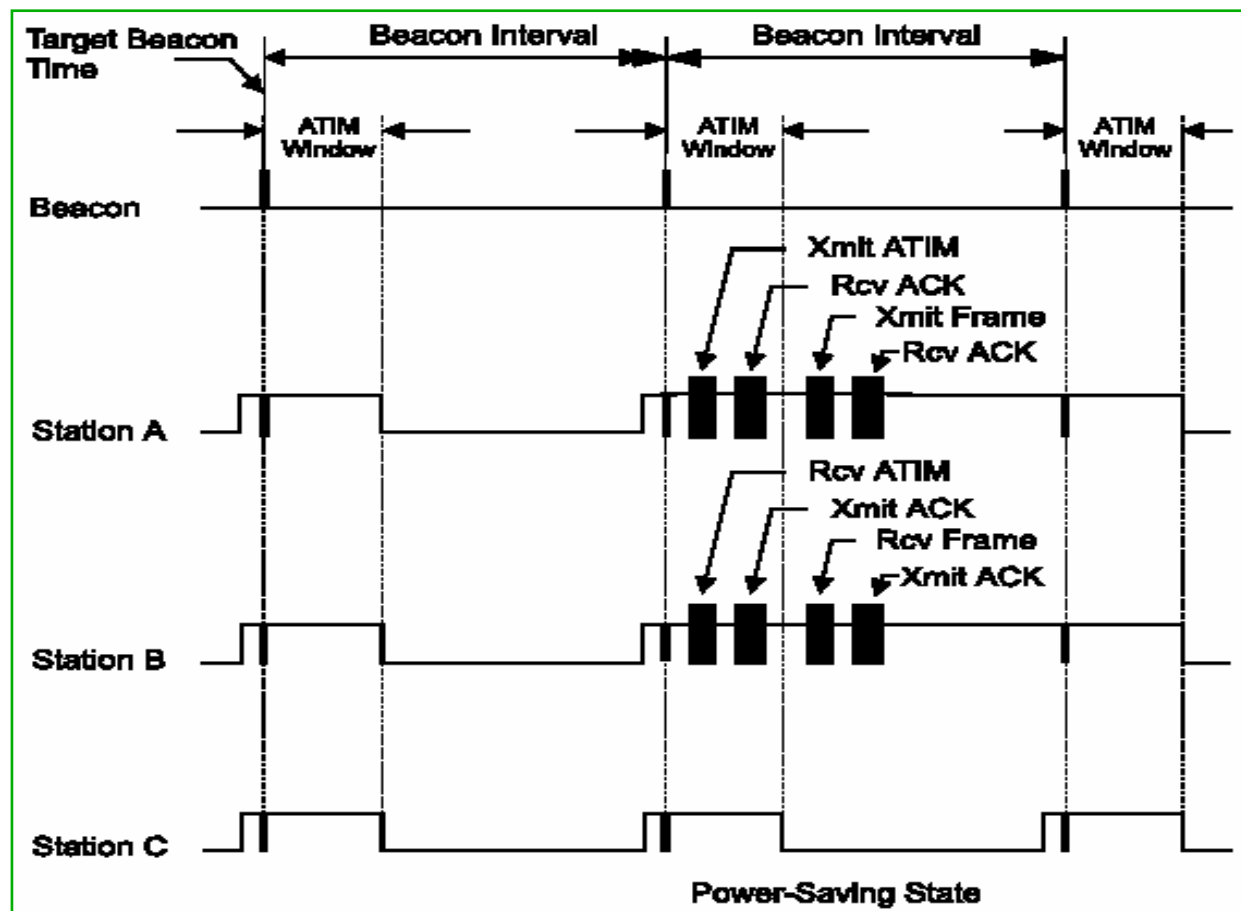 Target Beacon
Time
Beacon Interval
Beacon Interval
ATIM
Window
ATIM
Window
ATIM
Window
Beacon
Xmit ATIM
Rcv ACK
Xmit Frame
Rcv ACK
Station A
Rcv ATIM
Xmit ACK
Rcv Frame
Xmit ACK
Station B
Station C
Power-Saving State